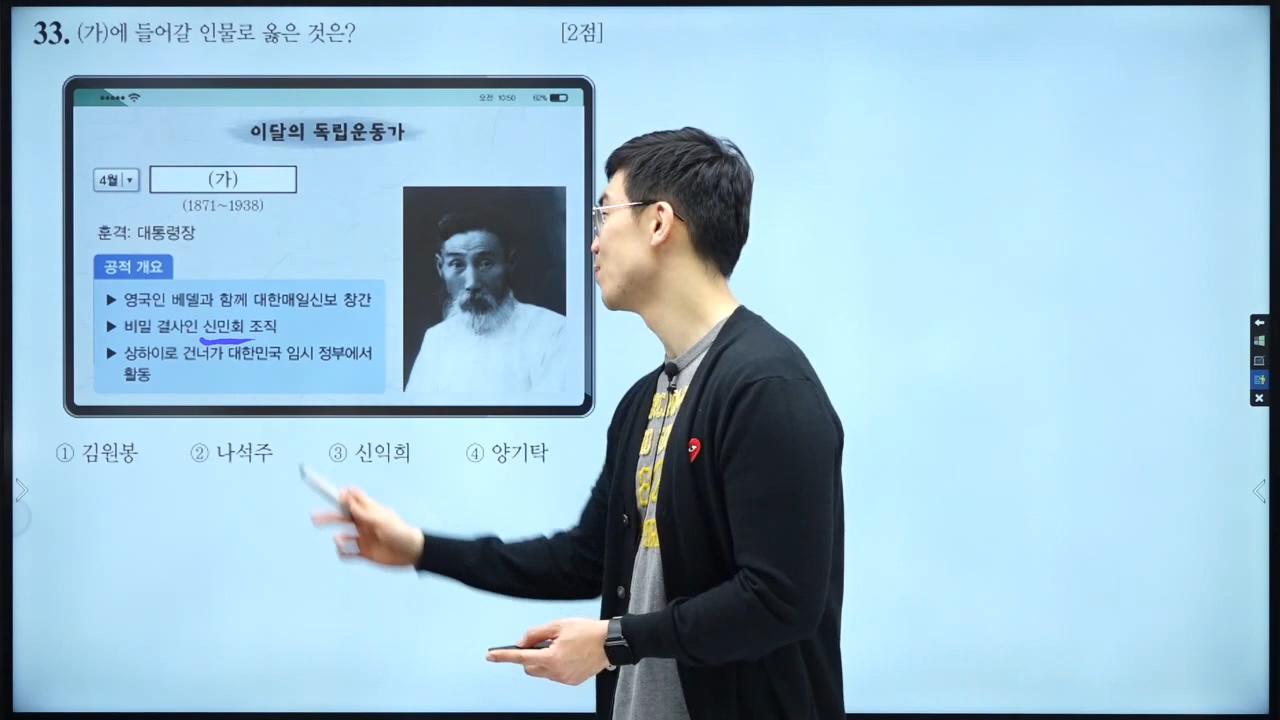 33. (가)에 들어갈 인물로 옳은 것은? [2점]
오전 10:50 62%
이달의 독립운동가
4월 (가)
(1871~1938)
훈격: 대통령장
공적 개요
▶ 영국인 베델과 함께 대한매일신보 창간
▶ 비밀 결사인 신민회 조직
▶ 상하이로 건너가 대한민국 임시 정부에서
활동
① 김원봉 ② 나석주 ③ 신익희 ④ 양기탁